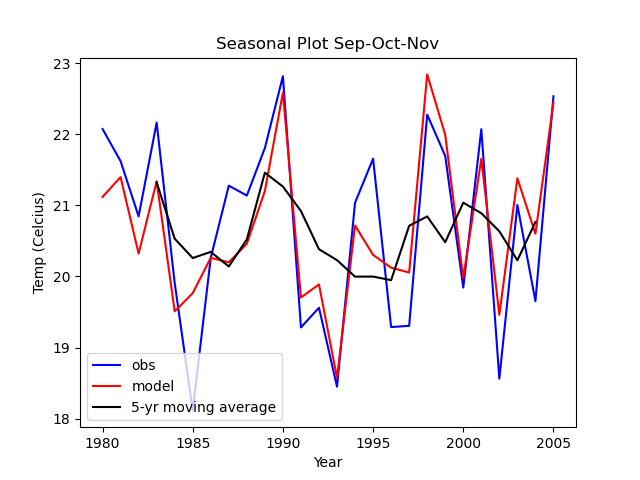 Seasonal Plot Sep-Oct-Nov
23
22
21
20
19
18
Temp (Celcius)
obs
model
5-yr moving average
1980 1985 1990 1995 2000 2005
Year